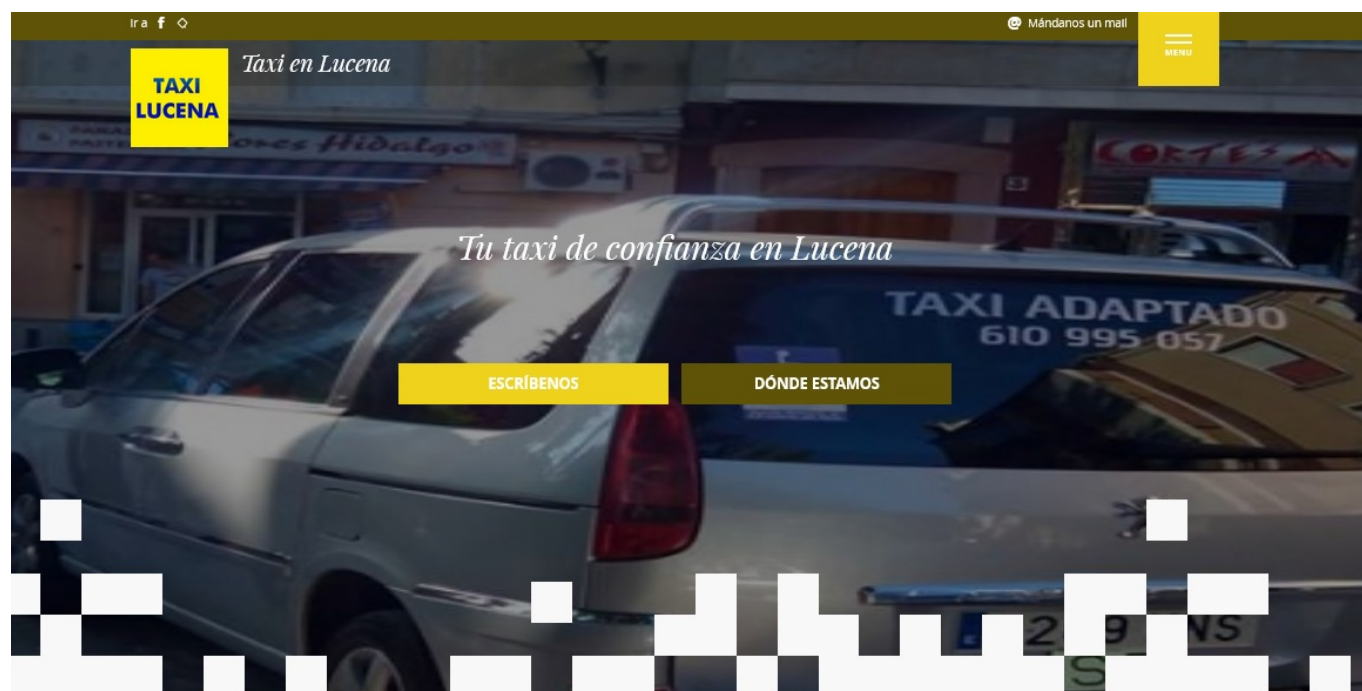 Ir a
Mándanos un mail
MENU
TAXI
LUCENA
Taxi en Lucena
ores Hidalgo
CORTES
Tu taxi de confianza en Lucena
TAXI ADAPTADO
610 995 057
ESCRÍBENOS
DÓNDE ESTAMOS